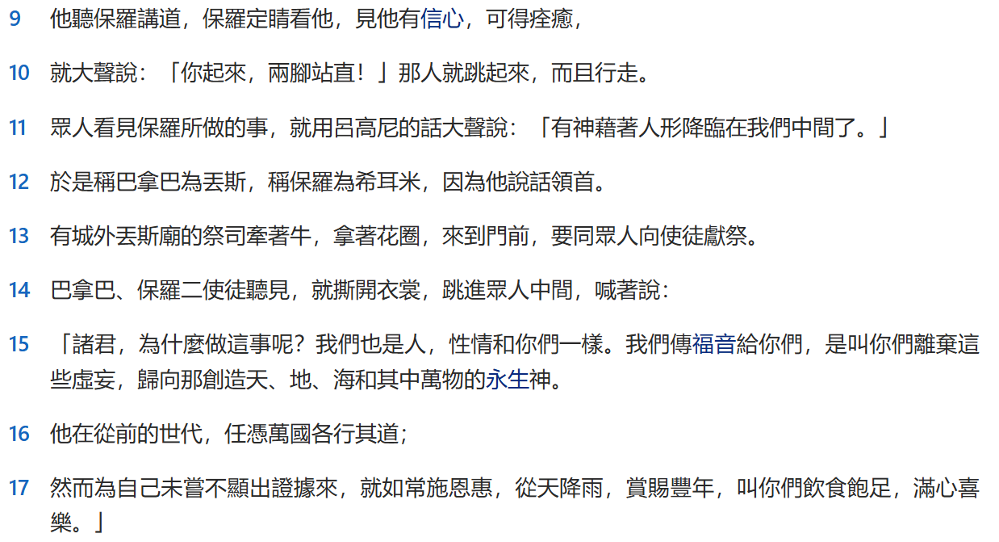 9 他聽保羅講道，保羅定睛看他，見他有信心，可得痊癒，
10 就大聲說：「你起來，兩腳站直！」那人就跳起來，而且行走。
11 眾人看見保羅所做的事，就用呂高尼的話大聲說：「有神藉著人形降臨在我們中間了。」
12 於是稱巴拿巴為丟斯，稱保羅為希耳米，因為他說話領首。
13 有城外丟斯廟的祭司牽著牛，拿著花圈，來到門前，要同眾人向使徒獻祭。
14 巴拿巴、保羅二使徒聽見，就撕開衣裳，跳進眾人中間，喊著說：
15 「諸君，為什麼做這事呢？我們也是人，性情和你們一樣。我們傳福音給你們，是叫你們離棄這
些虛妄，歸向那創造天、地、海和其中萬物的永生神。
16 他在從前的世代，任憑萬國各行其道；
17 然而為自己未嘗不顯出證據來，就如常施恩惠，從天降雨，賞賜豐年，叫你們飲食飽足，滿心喜
樂。」